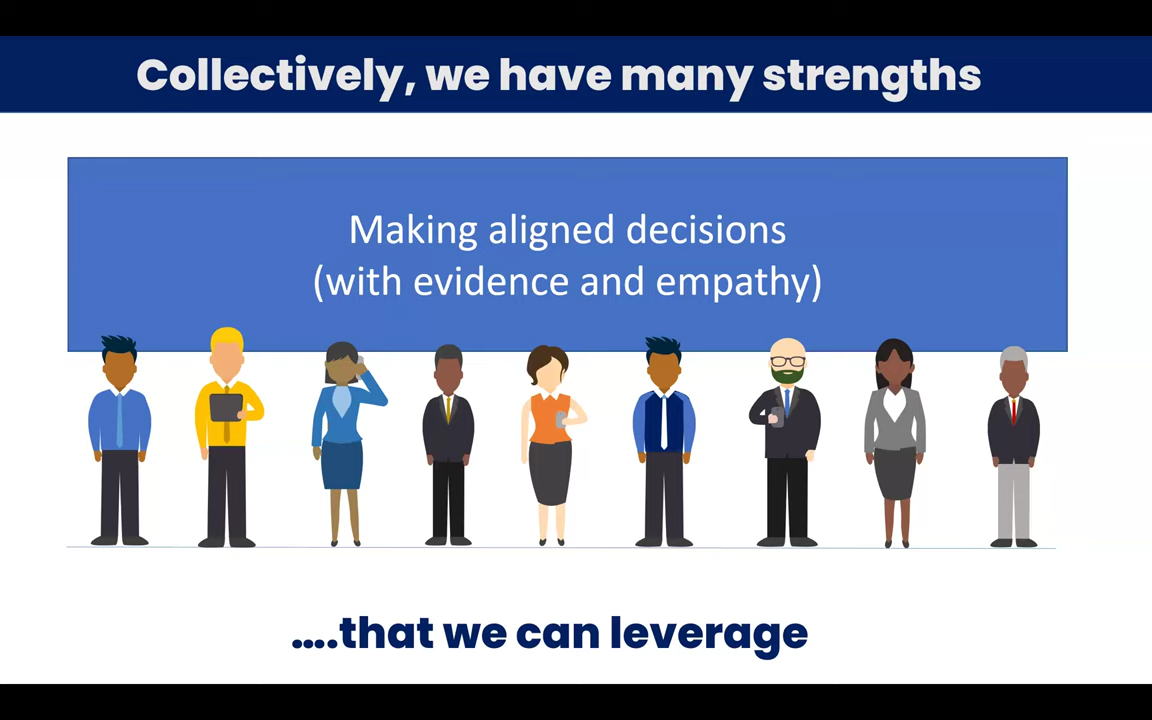 Collectively, we have many strengths
Making aligned decisions
(with evidence and empathy)
....that we can leverage